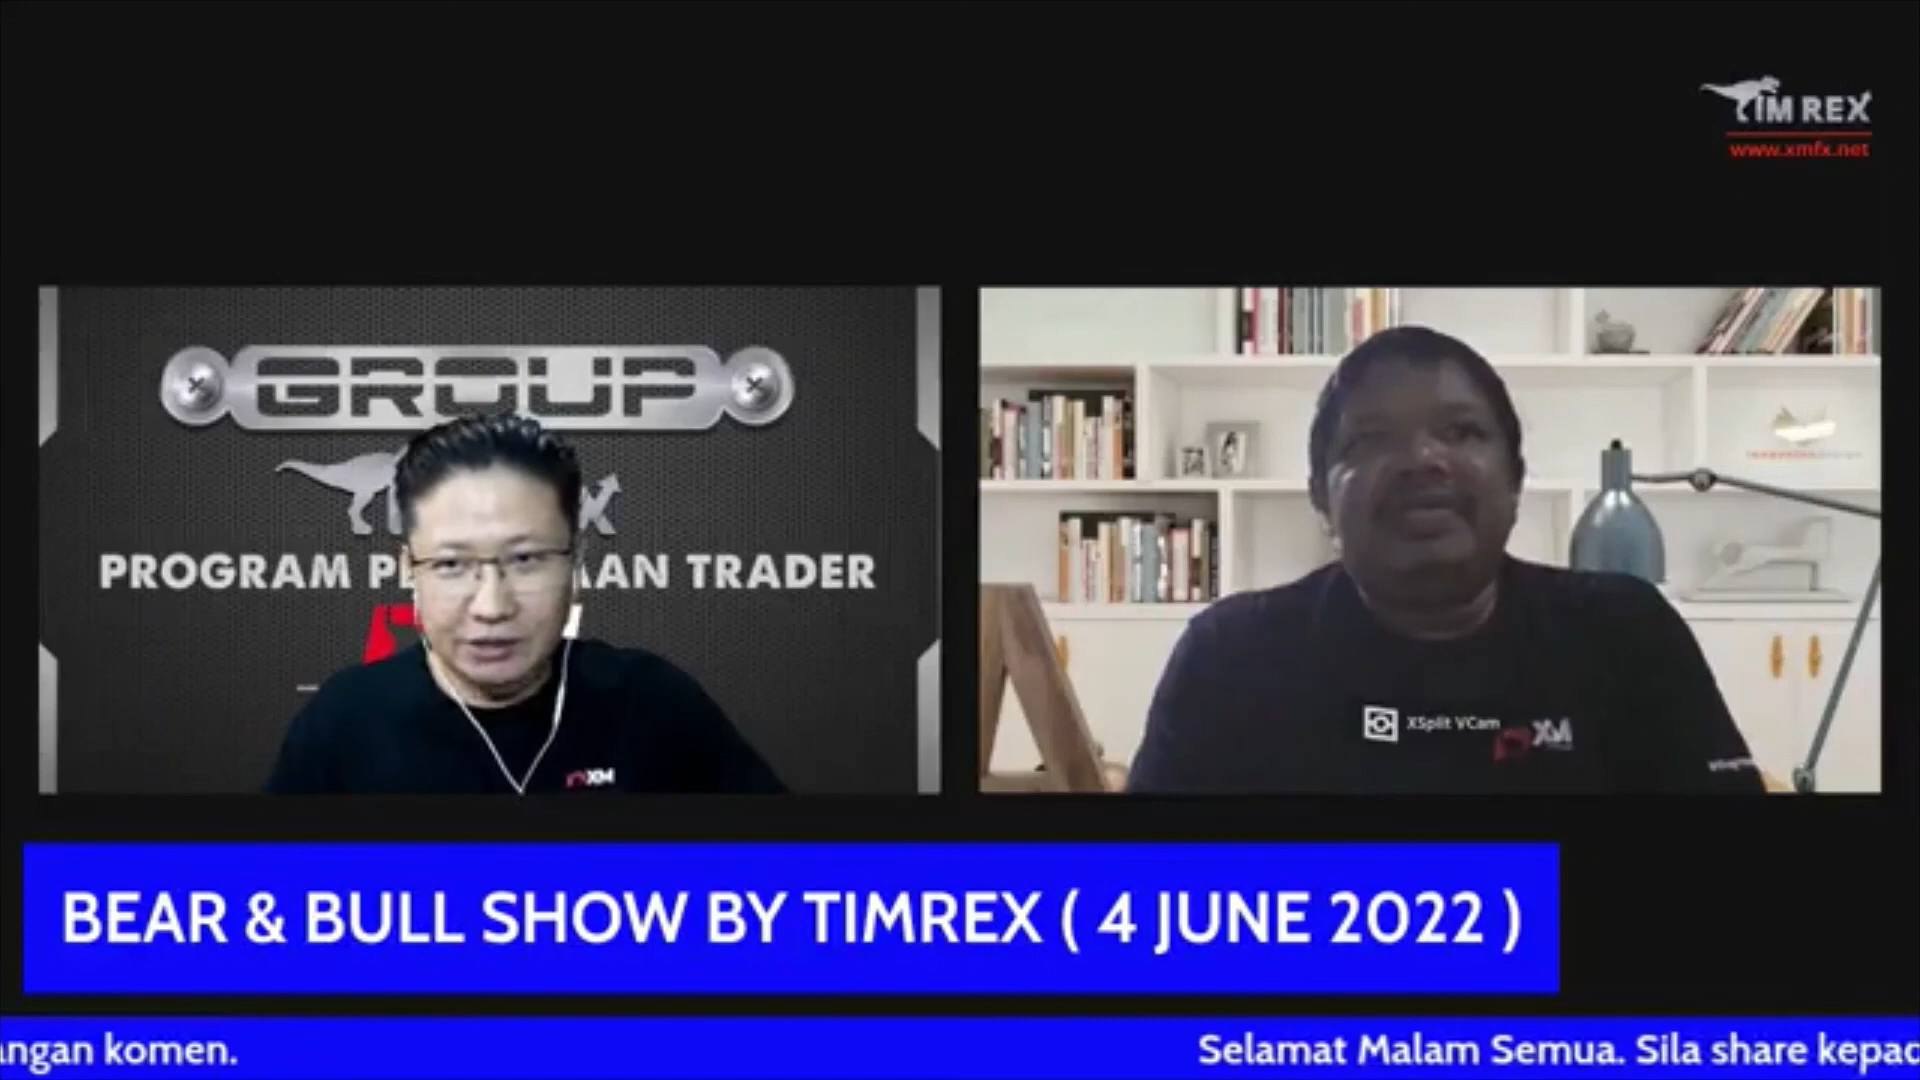 TIM REX
www.xmfx.net
GROUP
PROGRAM
TRADER
XSplit VCam
XM
XM
BEAR & BULL SHOW BY TIMREX ( 4 JUNE 2022 )
angan komen.
Selamat Malam Semua. Sila share kepad